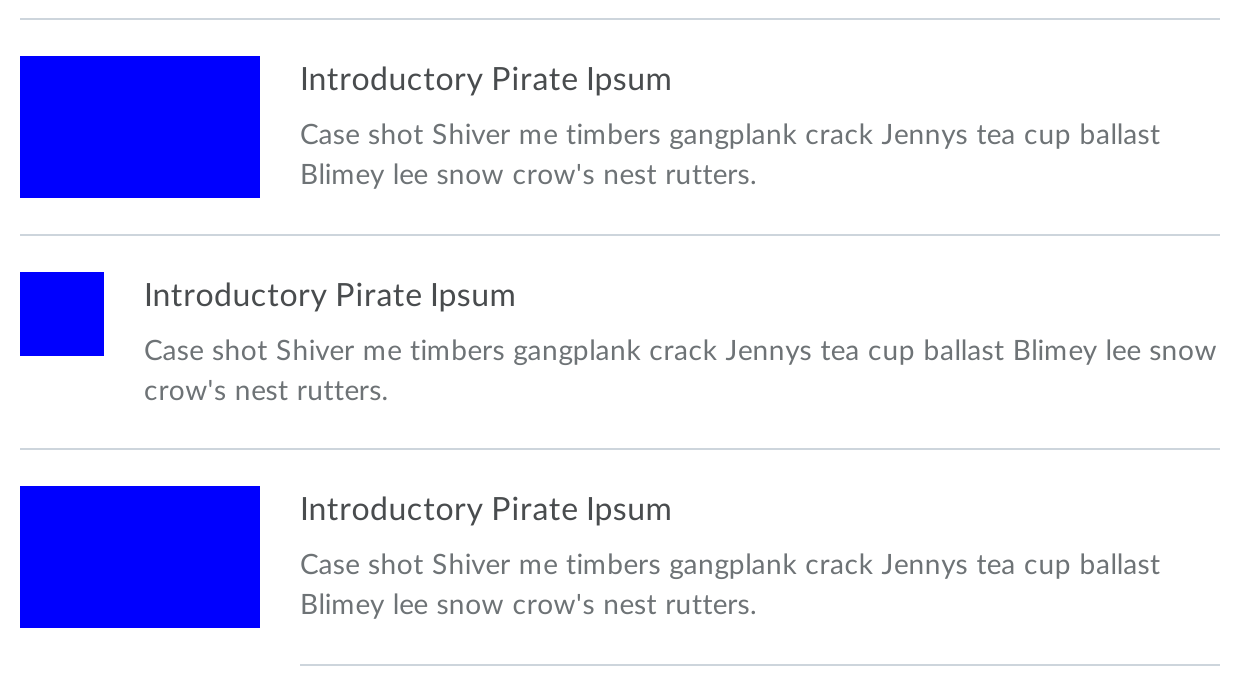 Introductory Pirate Ipsum
Case shot Shiver me timbers gangplank crack Jennys tea cup ballast
Blimey lee snow crow's nest rutters.
Introductory Pirate Ipsum
Case shot Shiver me timbers gangplank crack Jennys tea cup ballast Blimey lee snow
crow's nest rutters.
Introductory Pirate Ipsum
Case shot Shiver me timbers gangplank crack Jennys tea cup ballast
Blimey lee snow crow's nest rutters.